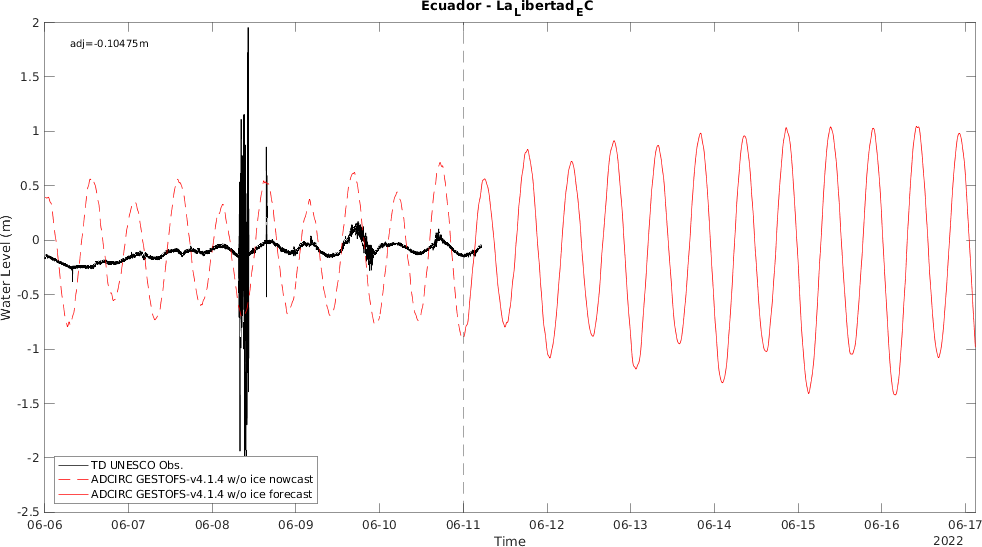 Ecuador - La_Libertad_EC
adj=-0.10475m
2
1.5
1
0.5
0
-0.5
-1
-1.5
-2
-2.5
Water Level (m)
TD UNESCO Obs.
ADCIRC GESTOFS-v4.1.4 w/o ice nowcast
ADCIRC GESTOFS-v4.1.4 w/o ice forecast
06-06 06-07 06-08 06-09 06-10 06-11 06-12 06-13 06-14 06-15 06-16 06-17
Time
2022